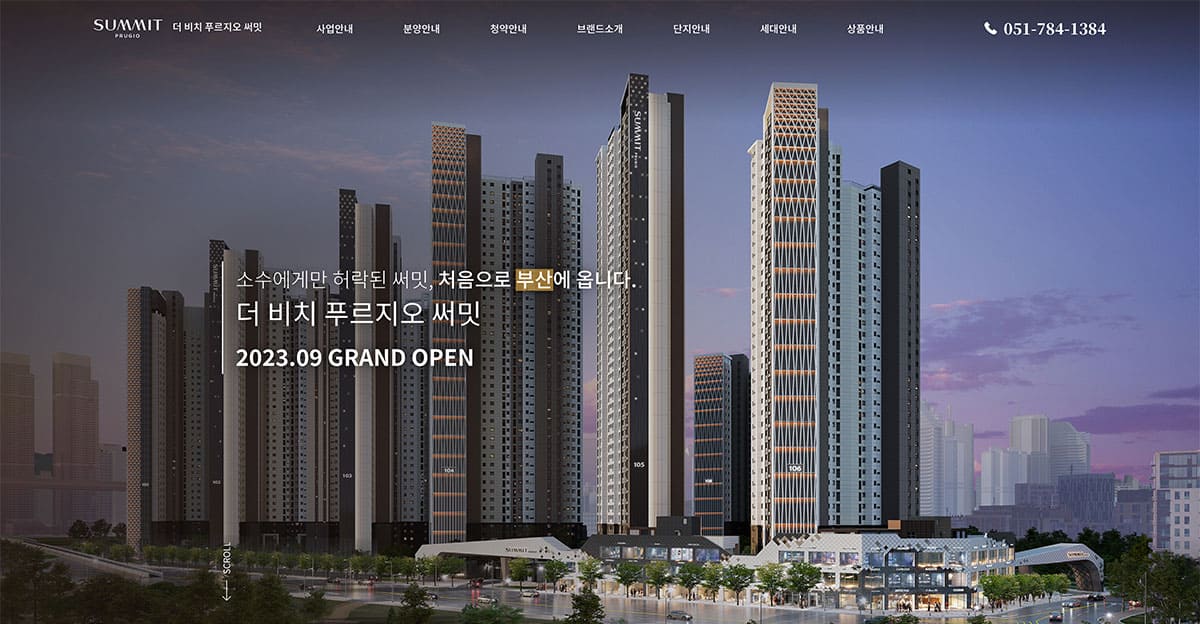 SUMMIT
PRUGIO
더 비치 푸르지오 써밋
사업안내
분양안내
청약안내
브랜드소개
단지안내
세대안내
상품안내
051-784-1384
SUMMIT
소수에게만 허락된 써밋, 처음으로 부산에 옵니다.
더 비치 푸르지오 써밋
2023.09 GRAND OPEN
103
104
105
106
SUMMIT
SCROLL